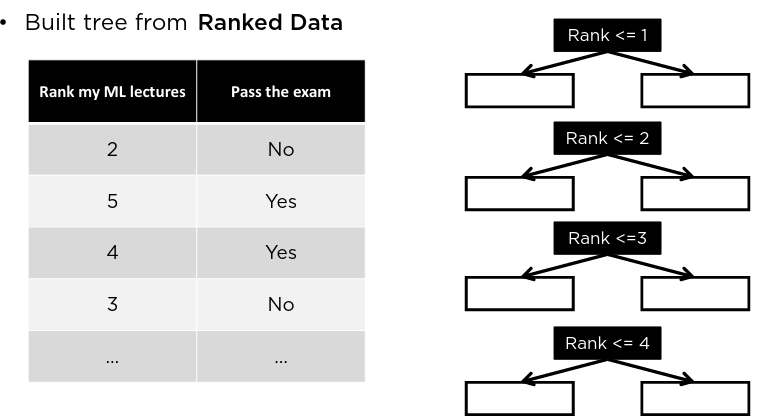 • Built tree from Ranked Data
Rank my ML lectures Pass the exam
2 No
5 Yes
4 Yes
3 No
... ...
Rank <= 1
Rank <= 2
Rank <=3
Rank <= 4